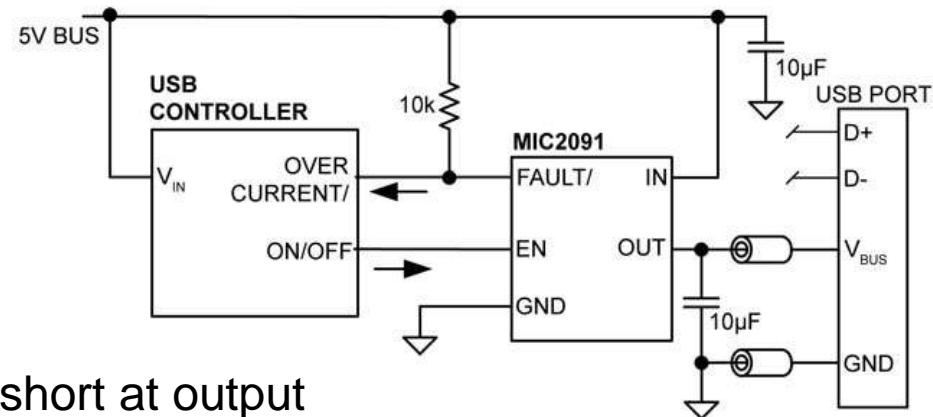 5V BUS
10µF
USB
CONTROLLER
10k
USB PORT
MIC2091
D+
V_IN
OVER
CURRENT/
FAULT/
IN
D-
ON/OFF
EN
OUT
V_BUS
GND
10µF
GND
short at output